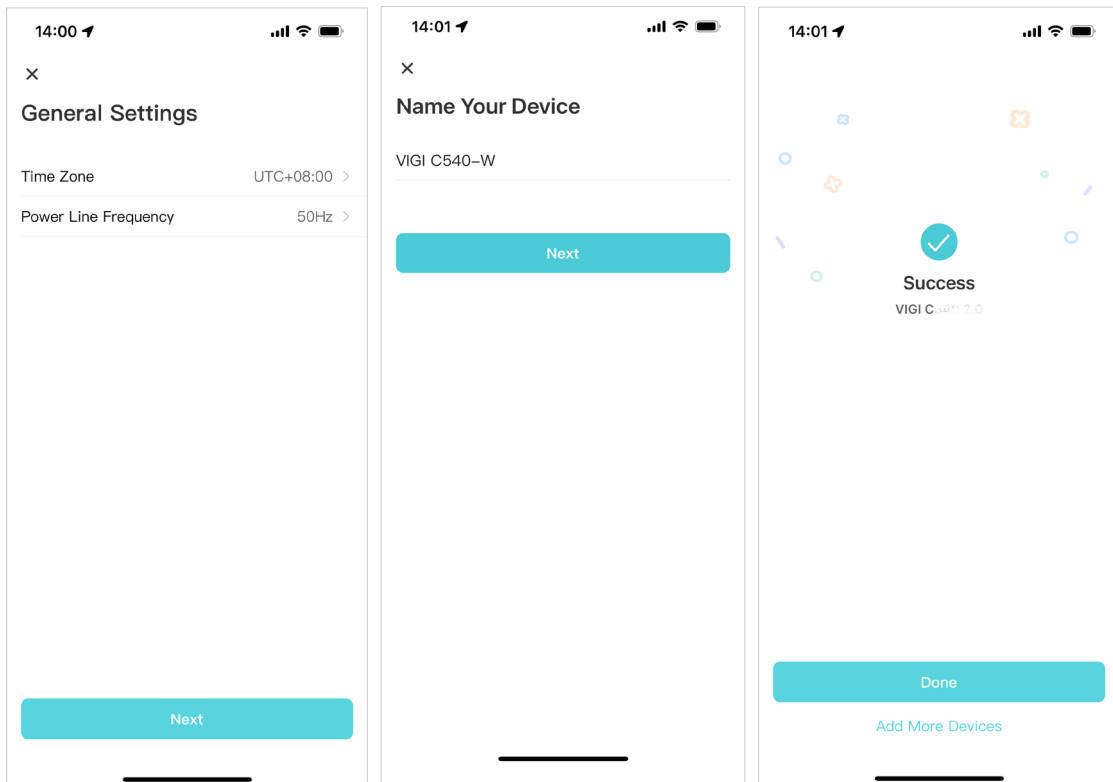 14:00
General Settings
Time Zone UTC+08:00
Power Line Frequency 50Hz
Next
14:01
Name Your Device
VIGI C540-W
Next
14:01
Success
VIGI C
Done
Add More Devices